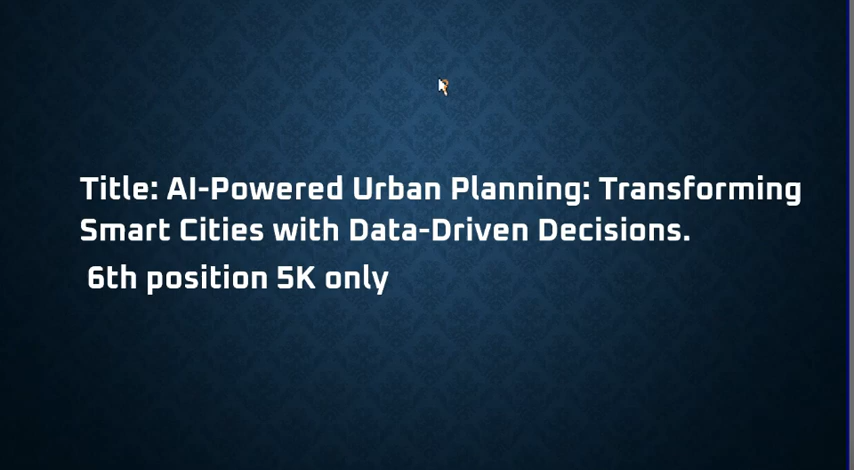 Title: AI-Powered Urban Planning: Transforming
Smart Cities with Data-Driven Decisions.
6th position 5K only